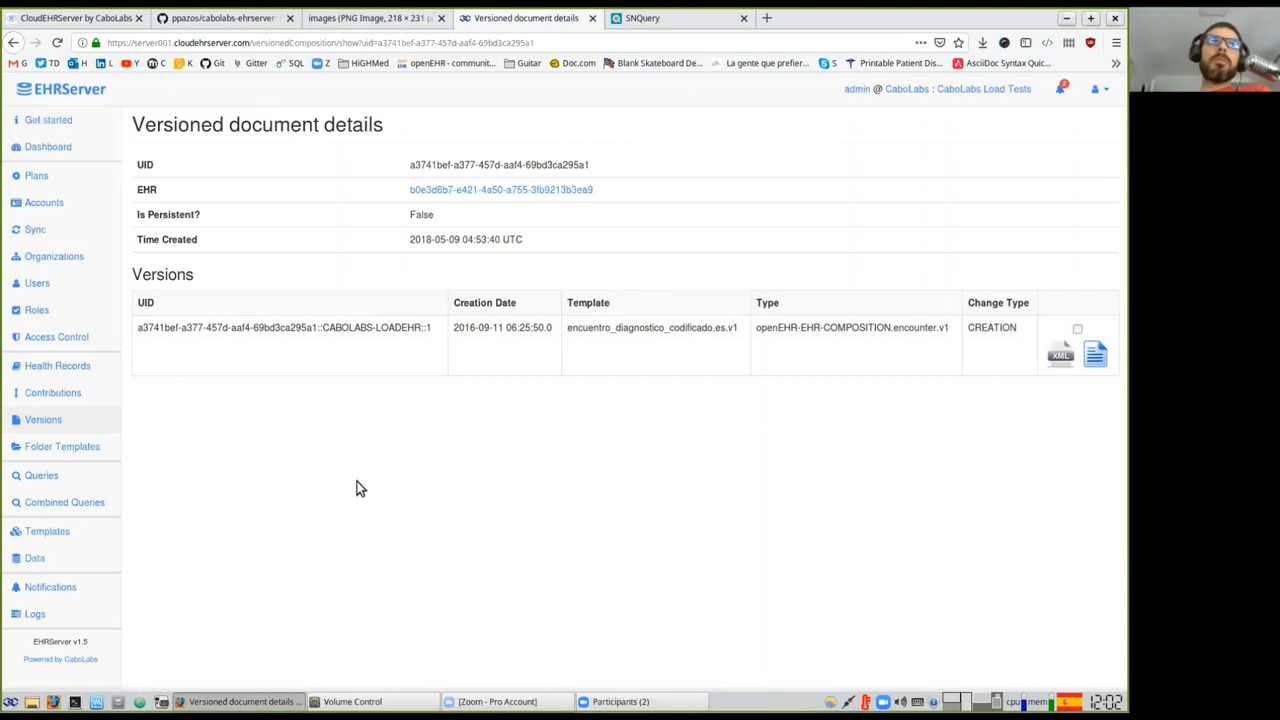 CloudEHRServer by CaboLabs
ppazos/cabolabs-ehrserver:
images (PNG Image, 218 × 231 p
Versioned document details
SNQuery
https://server001.cloudehrserver.com/versionedComposition/show?uid=a3741bef-a377-457d-aaf4-69bd3ca295a1
G TD H L Y C K Git Gitter SQL Z HiGHMed openEHR - communit... Guitar Doc.com Blank Skateboard De... La gente que prefier... S Printable Patient Dis... AsciiDoc Syntax Quic...
EHRServer
admin @ CaboLabs : CaboLabs Load Tests
Get started
Dashboard
Plans
Accounts
Sync
Organizations
Users
Roles
Access Control
Health Records
Contributions
Versions
Folder Templates
Queries
Combined Queries
Templates
Data
Notifications
Logs
EHRServer v1.5
Powered by CaboLabs
Versioned document details
UID a3741bef-a377-457d-aaf4-69bd3ca295a1
EHR b0e3d6b7-e421-4a50-a755-3fb9213b3ea9
Is Persistent? False
Time Created 2018-05-09 04:53:40 UTC
Versions
UID Creation Date Template Type Change Type
a3741bef-a377-457d-aaf4-69bd3ca295a1::CABOLABS-LOADEHR::1 2016-09-11 06:25:50.0 encuentro_diagnostico_codificado.es.v1 openEHR-EHR-COMPOSITION.encounter.v1 CREATION
XML
Versioned document details ... Volume Control [Zoom - Pro Account] Participants (2) cpu mem 12:02